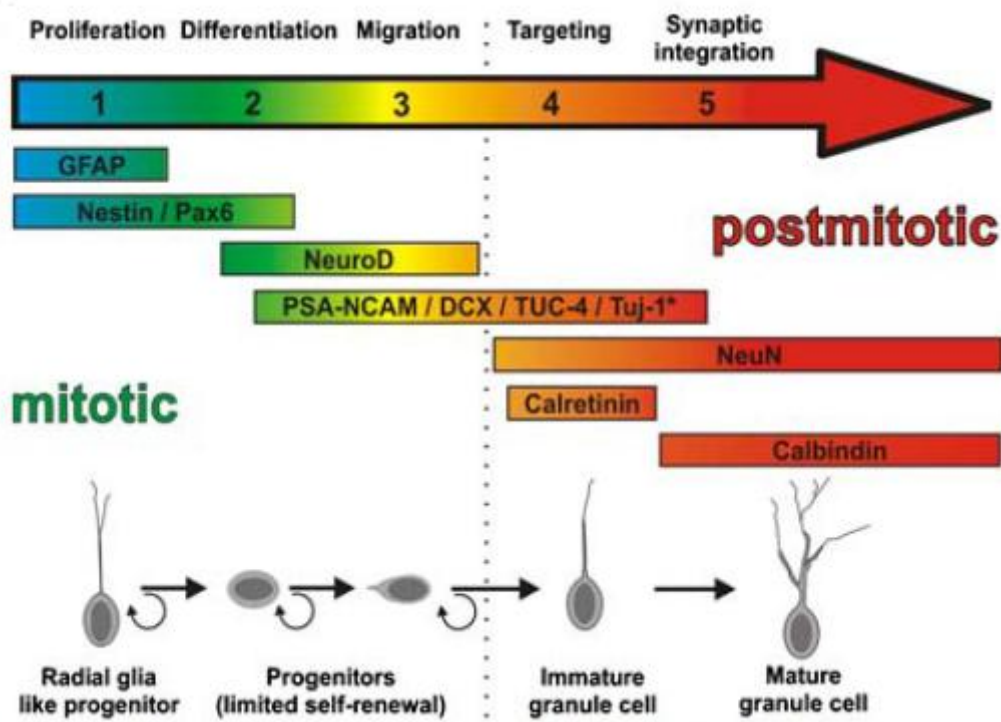 Proliferation Differentiation Migration Targeting Synaptic
integration
1 2 3 4 5
GFAP
Nestin / Pax6
postmitotic
NeuroD
PSA-NCAM / DCX / TUC-4 / Tuj-1*
NeuN
mitotic
Calretinin
Calbindin
Radial glia
like progenitor
Progenitors
(limited self-renewal)
Immature
granule cell
Mature
granule cell